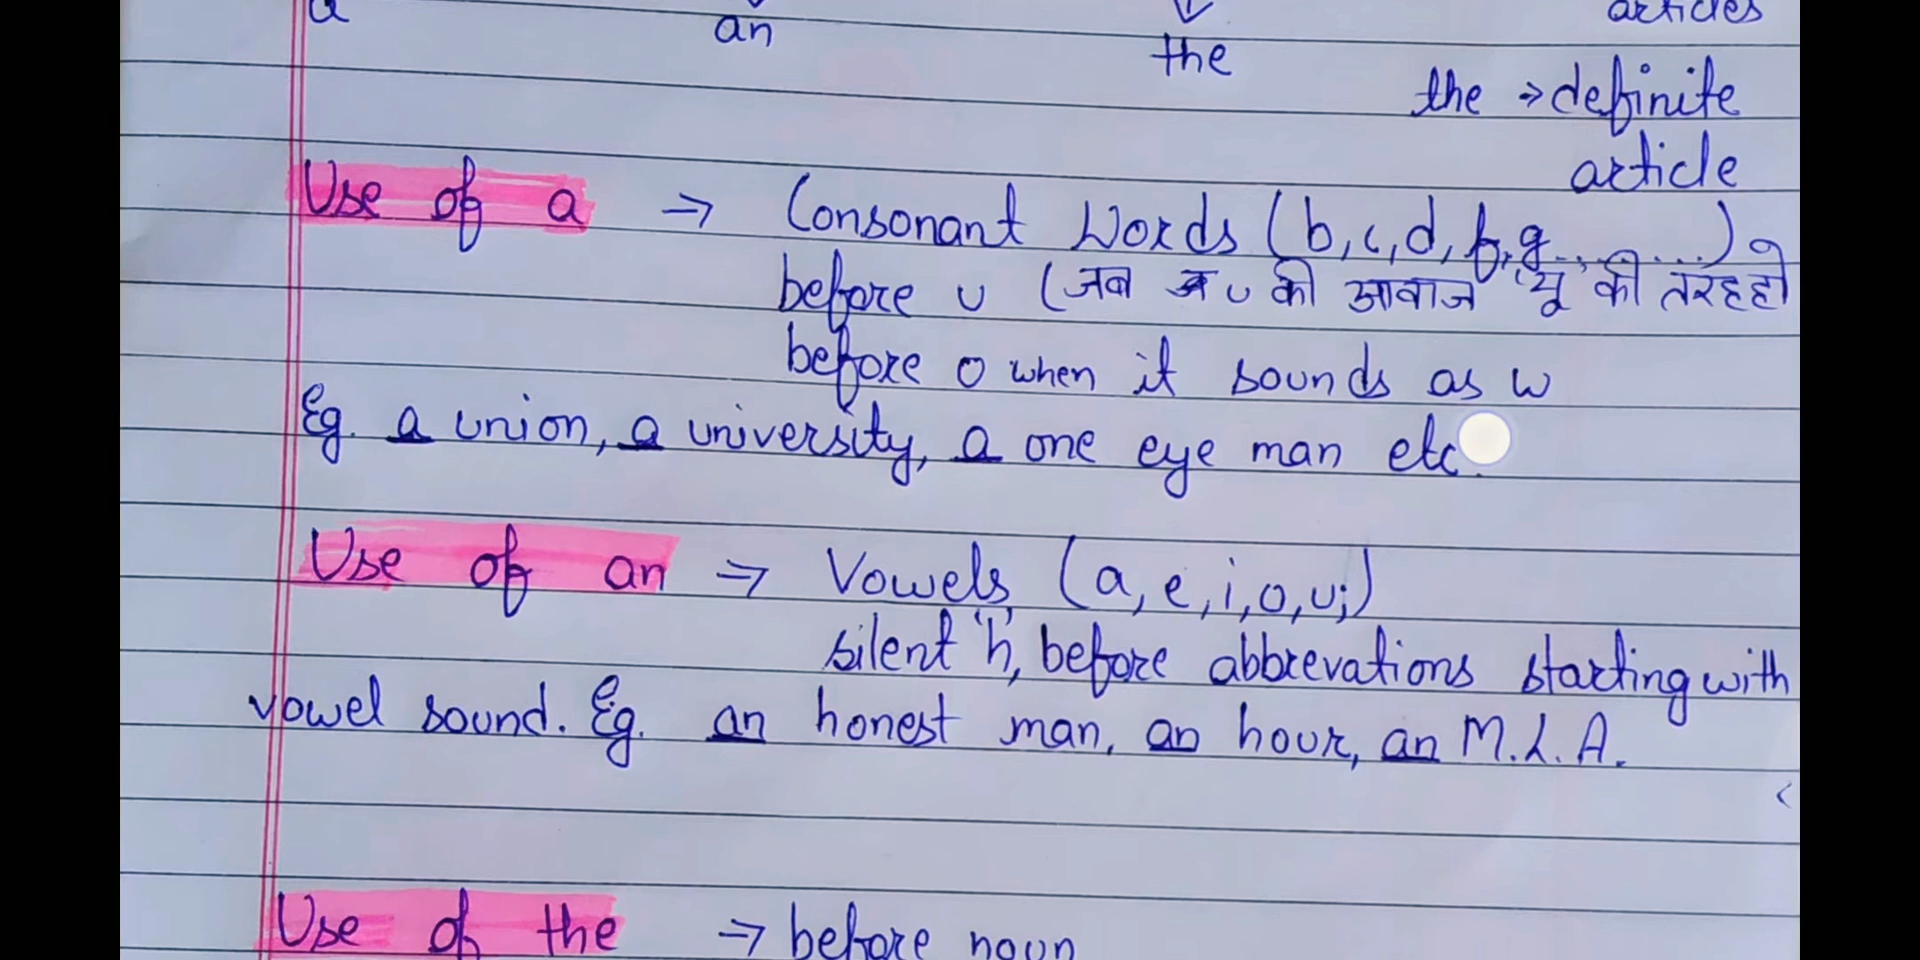 a an the articles
the → definite
article
Use of a ⇒ Consonant Words (b,c,d,f,g......)
before u (जब u की आवाज 'यू' की तरह हो
before o when it sounds as w
Eg. a union, a university, a one eye man etc.
Use of an ⇒ Vowels (a,e,i,o,u,)
silent 'h', before abbrevations starting with
vowel sound. Eg. an honest man, an hour, an M.L.A.
Use of the → before noun